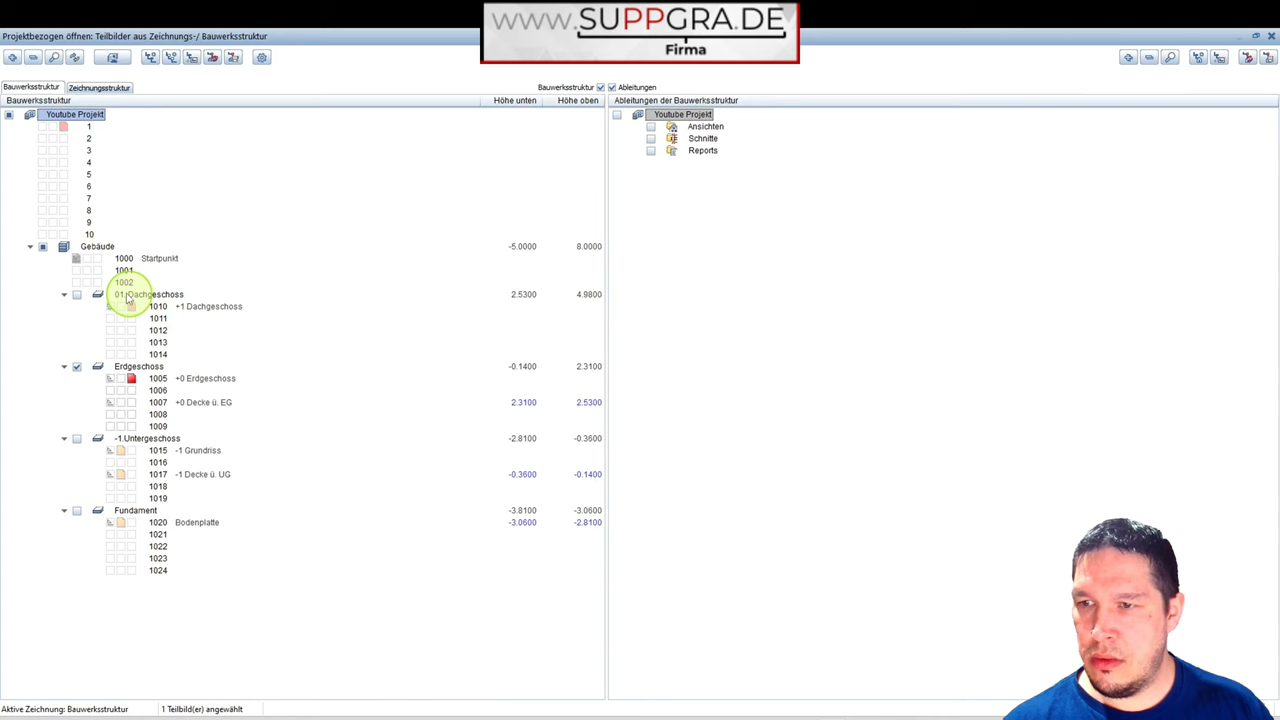 WWW.SUPPGRA.DE
Firma
Projektbezogen öffnen: Teilbilder aus Zeichnungs-/ Bauwerksstruktur
Bauwerksstruktur Zeichnungsstruktur Bauwerksstruktur Ableitungen
Bauwerksstruktur Höhe unten Höhe oben Ableitungen der Bauwerksstruktur
Youtube Projekt Youtube Projekt
1 Ansichten
2 Schnitte
3 Reports
4
5
6
7
8
9
10
Gebäude -5.0000 8.0000
1000 Startpunkt
1001
1002
01.Dachgeschoss 2.5300 4.9800
1010 +1 Dachgeschoss
1011
1012
1013
1014
Erdgeschoss -0.1400 2.3100
1005 +0 Erdgeschoss
1006
1007 +0 Decke ü. EG 2.3100 2.5300
1008
1009
-1.Untergeschoss -2.8100 -0.3600
1015 -1 Grundriss
1016
1017 -1 Decke ü. UG -0.3600 -0.1400
1018
1019
Fundament -3.8100 -3.0600
1020 Bodenplatte -3.0600 -2.8100
1021
1022
1023
1024
Aktive Zeichnung: Bauwerksstruktur 1 Teilbild(er) angewählt